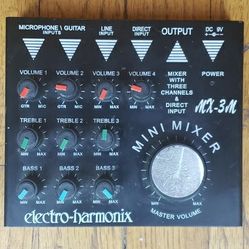 MICROPHONE \ GUITAR INPUTS
LINE INPUT
DIRECT INPUT
OUTPUT
DC 9V
VOLUME 1 VOLUME 2 VOLUME 3 VOLUME 4
MIXER WITH THREE CHANNELS & DIRECT INPUT
POWER
GTR MIC GTR MIC MIN MAX MIN MAX
MX-3M
TREBLE 1 TREBLE 2 TREBLE 3
MIN MAX MIN MAX MIN MAX
MINI MIXER
BASS 1 BASS 2 BASS 3
MIN MAX MIN MAX MIN MAX
MIN MAX
electro-harmonix
MASTER VOLUME